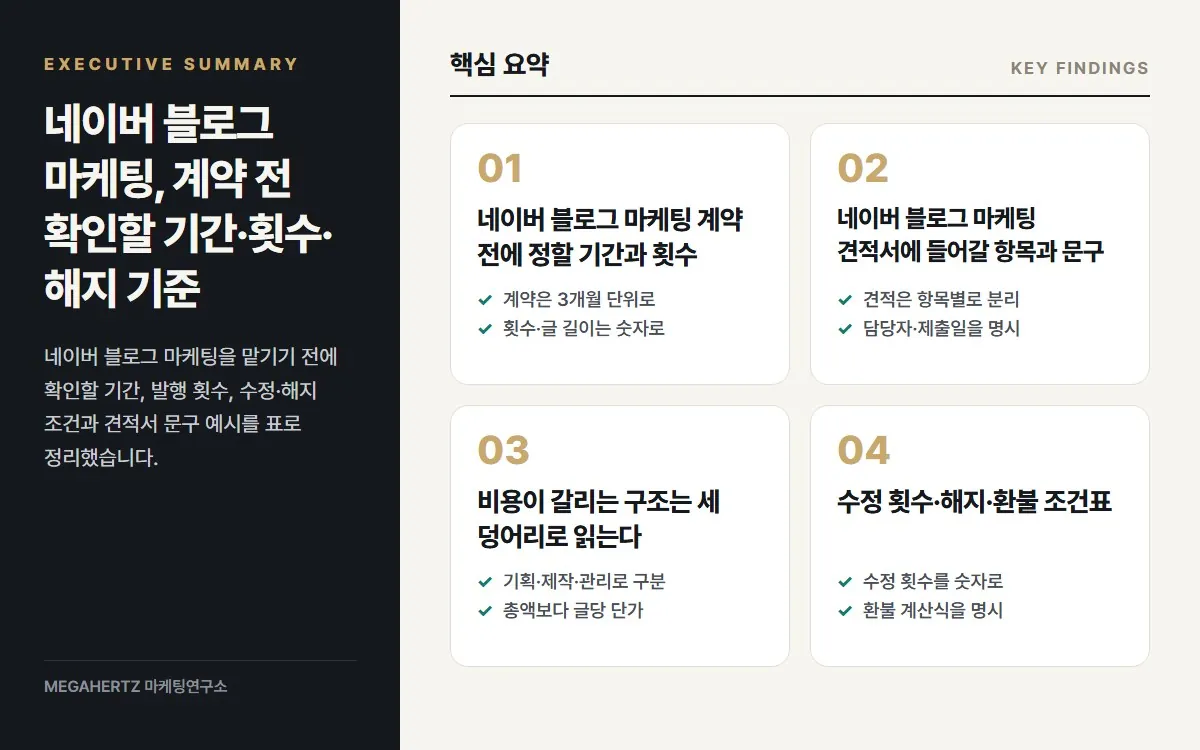 EXECUTIVE SUMMARY
네이버 블로그
마케팅, 계약 전
확인할 기간·횟수·
해지 기준
네이버 블로그 마케팅을 맡기기 전에
확인할 기간, 발행 횟수, 수정·해지
조건과 견적서 문구 예시를 표로
정리했습니다.
MEGAHERTZ 마케팅연구소
핵심 요약
KEY FINDINGS
01
네이버 블로그 마케팅 계약
전에 정할 기간과 횟수
계약은 3개월 단위로
횟수·글 길이는 숫자로
02
네이버 블로그 마케팅
견적서에 들어갈 항목과 문구
견적은 항목별로 분리
담당자·제출일을 명시
03
비용이 갈리는 구조는 세
덩어리로 읽는다
기획·제작·관리로 구분
총액보다 글당 단가
04
수정 횟수·해지·환불 조건표
수정 횟수를 숫자로
환불 계산식을 명시